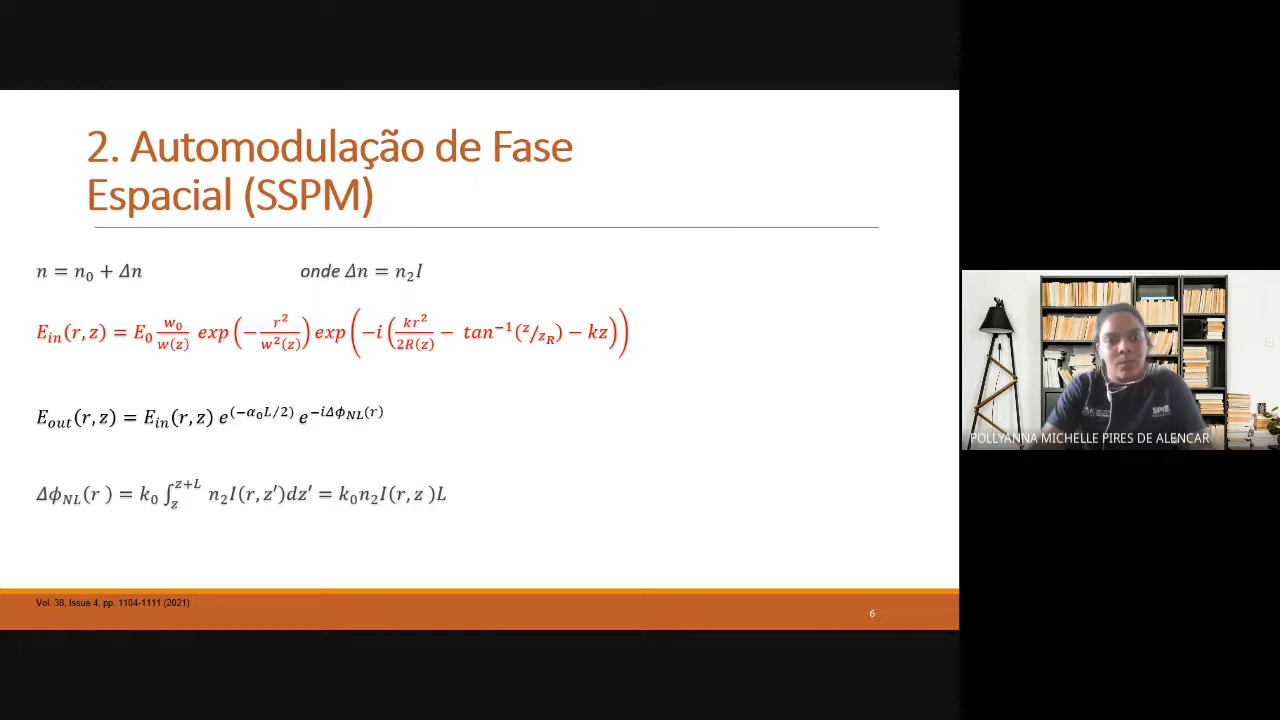 2. Automodulação de Fase
Espacial (SSPM)
n = n₀ + Δn onde Δn = n₂I
E_in(r, z) = E₀ w₀/w(z) exp(−r²/w²(z)) exp(−i(kr²/2R(z) − tan⁻¹(z/z_R) − kz))
E_out(r, z) = E_in(r, z) e^(−α₀L/2) e^−iΔϕ_NL(r)
Δϕ_NL(r ) = k₀ ∫_z^z+L n₂I(r, z′)dz′ = k₀n₂I(r, z )L
Vol. 38, Issue 4, pp. 1104-1111 (2021)
6
SPIE
POLLYANNA MICHELLE PIRES DE ALENCAR